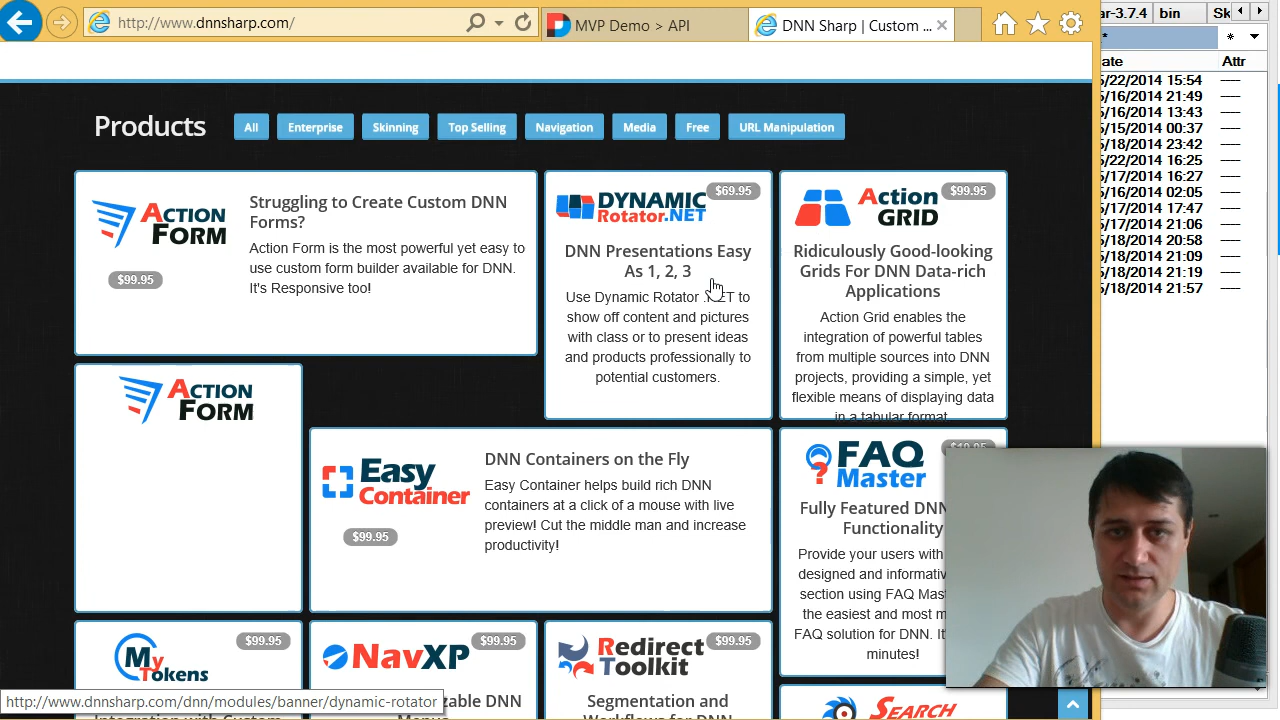 http://www.dnnsharp.com/
MVP Demo > API
DNN Sharp | Custom ...
ar-3.7.4
bin
Sk
*
*
ate
Attr
5/22/2014 15:54 ----
5/16/2014 21:49 ----
5/16/2014 13:43 ----
5/15/2014 00:37 ----
5/18/2014 23:42 ----
5/22/2014 16:25 ----
5/17/2014 16:27 ----
5/16/2014 02:05 ----
5/17/2014 17:47 ----
5/17/2014 21:06 ----
5/18/2014 20:58 ----
5/18/2014 21:09 ----
5/18/2014 21:19 ----
5/18/2014 21:57 ----
Products
All
Enterprise
Skinning
Top Selling
Navigation
Media
Free
URL Manipulation
ACTION
FORM
$99.95
Struggling to Create Custom DNN
Forms?
Action Form is the most powerful yet easy to
use custom form builder available for DNN.
It's Responsive too!
DYNAMIC
Rotator.NET
$69.95
DNN Presentations Easy
As 1, 2, 3
Use Dynamic Rotator .NET to
show off content and pictures
with class or to present ideas
and products professionally to
potential customers.
Action
GRID
$99.95
Ridiculously Good-looking
Grids For DNN Data-rich
Applications
Action Grid enables the
integration of powerful tables
from multiple sources into DNN
projects, providing a simple, yet
flexible means of displaying data
in a tabular format.
ACTION
FORM
Easy
Container
$99.95
DNN Containers on the Fly
Easy Container helps build rich DNN
containers at a click of a mouse with live
preview! Cut the middle man and increase
productivity!
FAQ
Master
Fully Featured DNN
Functionality
Provide your users with
designed and informativ
section using FAQ Mas
the easiest and most m
FAQ solution for DNN. It
minutes!
My
Tokens
$99.95
NavXP
$99.95
zable DNN
Redirect
Toolkit
$99.95
Segmentation and
Workflows for DNN
SEARCH
http://www.dnnsharp.com/dnn/modules/banner/dynamic-rotator